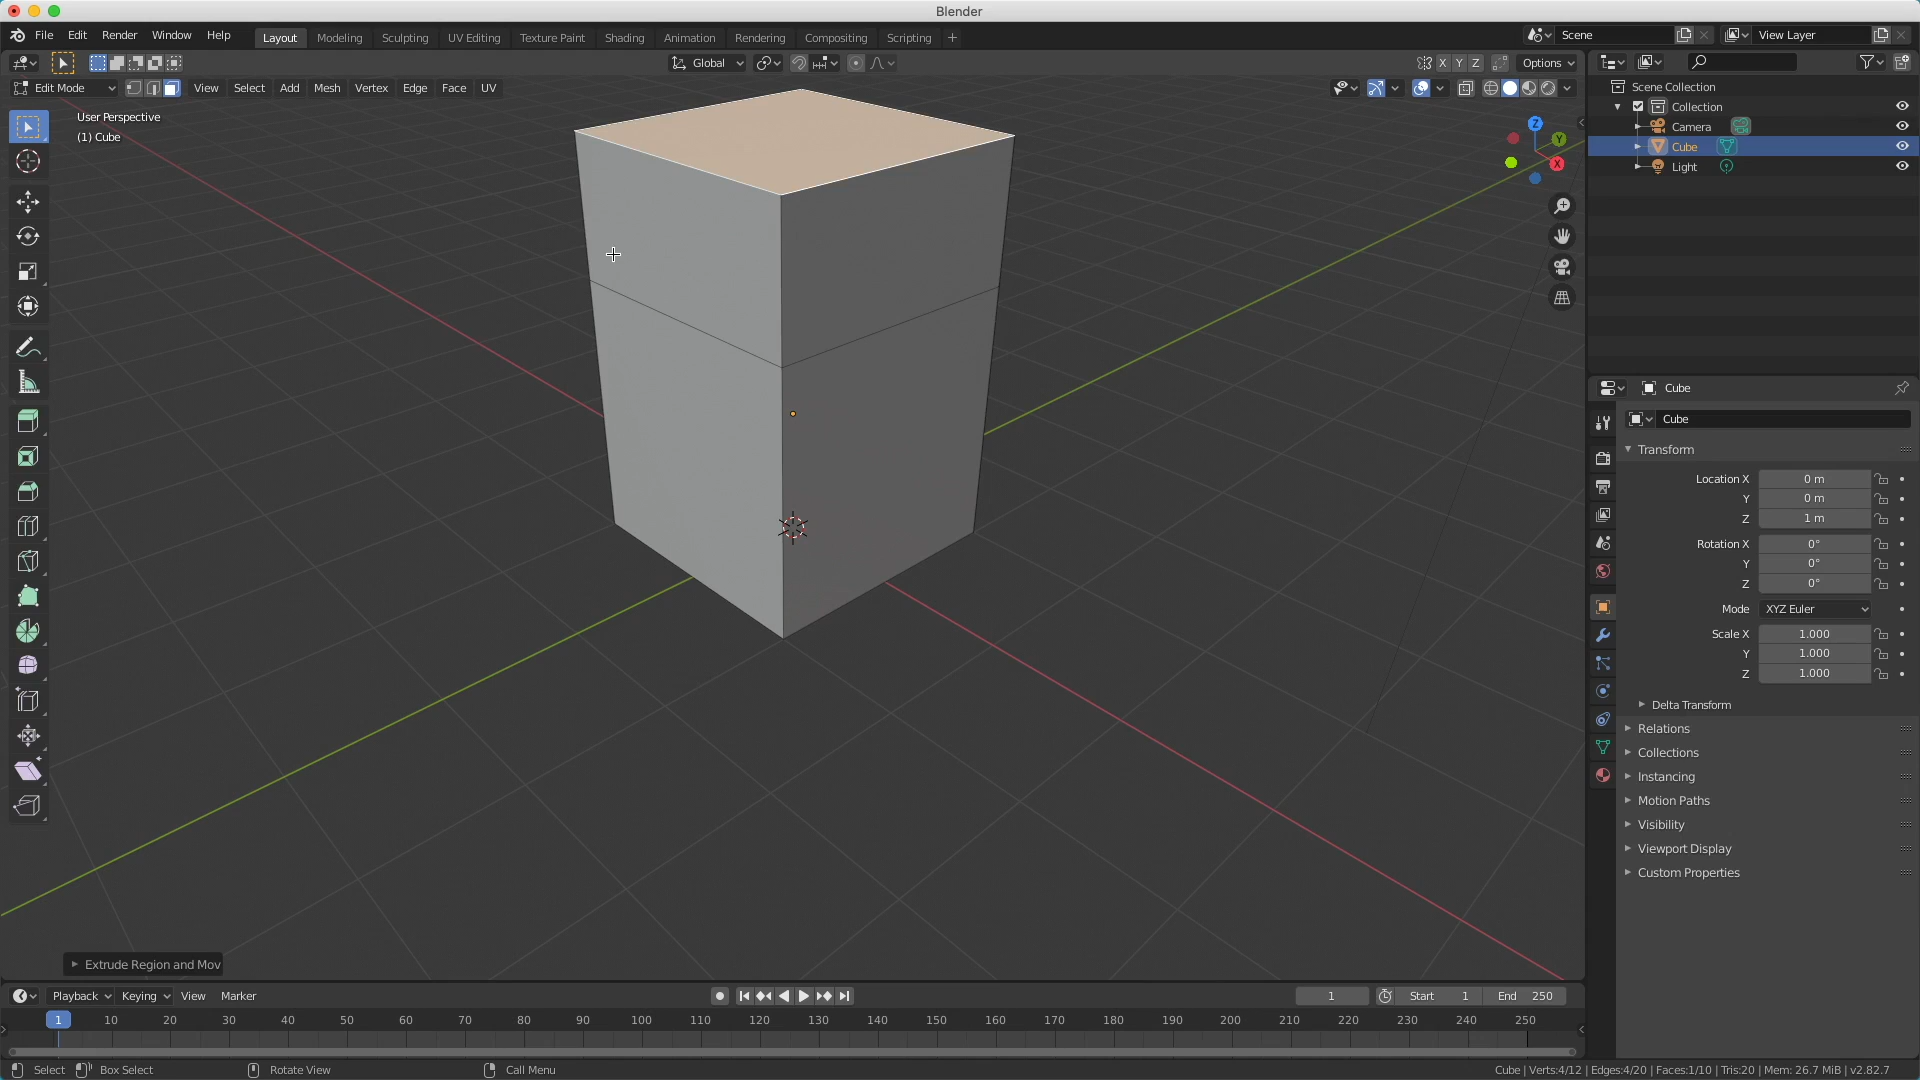 Blender
File Edit Render Window Help Layout Modeling Sculpting UV Editing Texture Paint Shading Animation Rendering Compositing Scripting + Scene View Layer
Global X Y Z Options
Edit Mode View Select Add Mesh Vertex Edge Face UV
User Perspective
(1) Cube
Z
Y
X
Scene Collection
Collection
Camera
Cube
Light
Cube
Cube
Transform
Location X 0 m
Y 0 m
Z 1 m
Rotation X 0°
Y 0°
Z 0°
Mode XYZ Euler
Scale X 1.000
Y 1.000
Z 1.000
Delta Transform
Relations
Collections
Instancing
Motion Paths
Visibility
Viewport Display
Custom Properties
Extrude Region and Mov
Playback Keying View Marker 1 Start 1 End 250
1 10 20 30 40 50 60 70 80 90 100 110 120 130 140 150 160 170 180 190 200 210 220 230 240 250
Select Box Select Rotate View Call Menu Cube | Verts:4/12 | Edges:4/20 | Faces:1/10 | Tris:20 | Mem: 26.7 MiB | v2.82.7